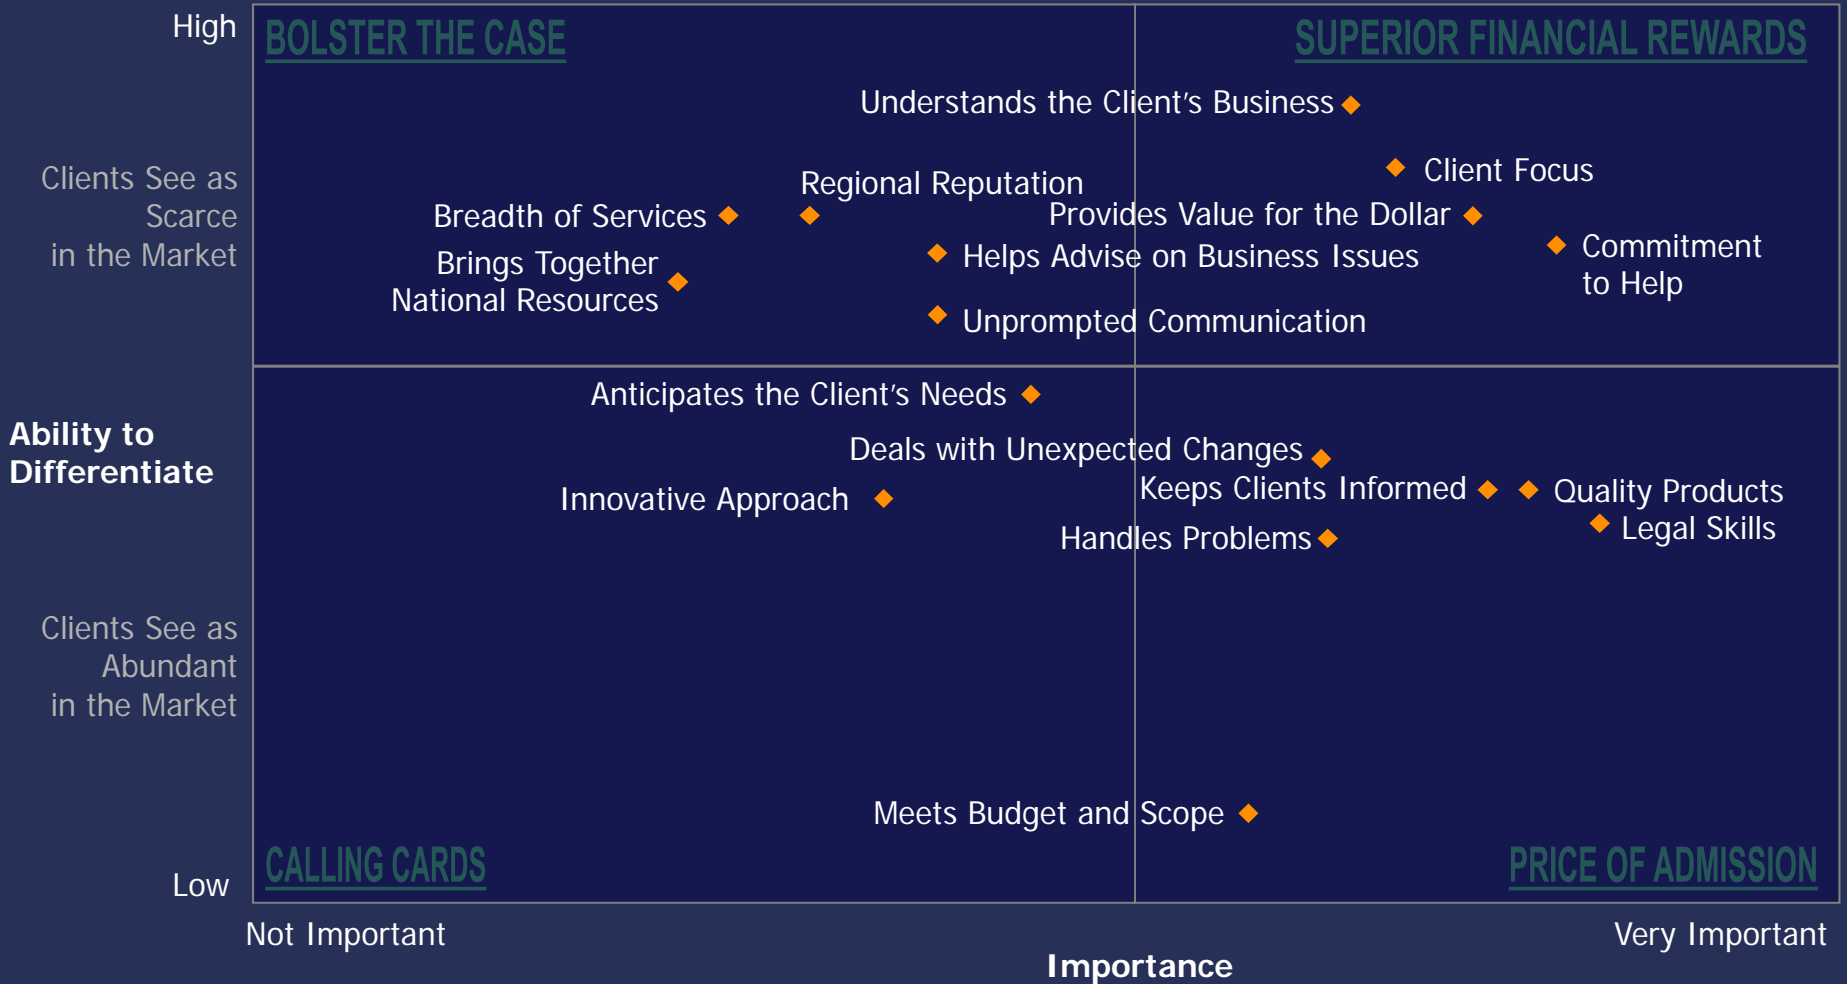 High
BOLSTER THE CASE
SUPERIOR FINANCIAL REWARDS
Understands the Client's Business
Client Focus
Clients See as
Scarce
in the Market
Regional Reputation
Breadth of Services
Provides Value for the Dollar
Commitment
to Help
Helps Advise on Business Issues
Brings Together
National Resources
Unprompted Communication
Anticipates the Client's Needs
Ability to
Differentiate
Deals with Unexpected Changes
Keeps Clients Informed
Quality Products
Innovative Approach
Legal Skills
Handles Problems
Clients See as
Abundant
in the Market
Meets Budget and Scope
Low
CALLING CARDS
PRICE OF ADMISSION
Not Important
Very Important
Importance